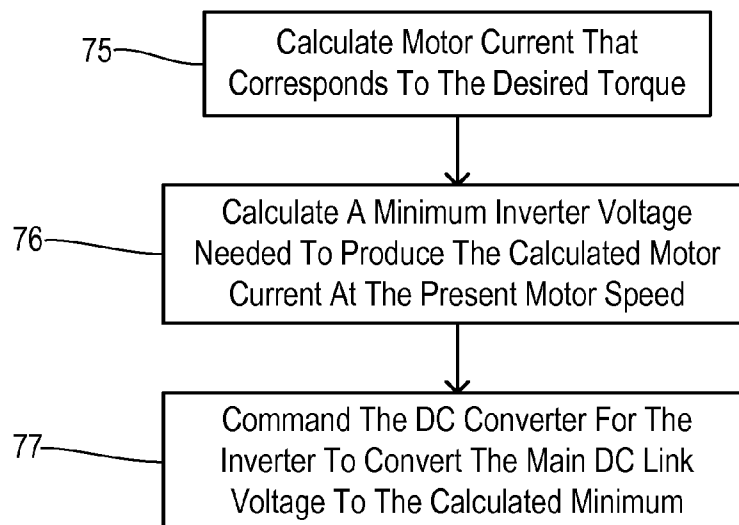 75
Calculate Motor Current That
Corresponds To The Desired Torque
76
Calculate A Minimum Inverter Voltage
Needed To Produce The Calculated Motor
Current At The Present Motor Speed
77
Command The DC Converter For The
Inverter To Convert The Main DC Link
Voltage To The Calculated Minimum